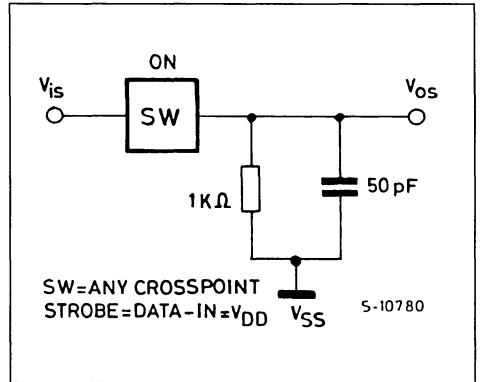 ON
Vis
Vos
SW
1KΩ
50pF
SW=ANY CROSSPOINT
STROBE=DATA-IN=VDD
VSS
S-10780